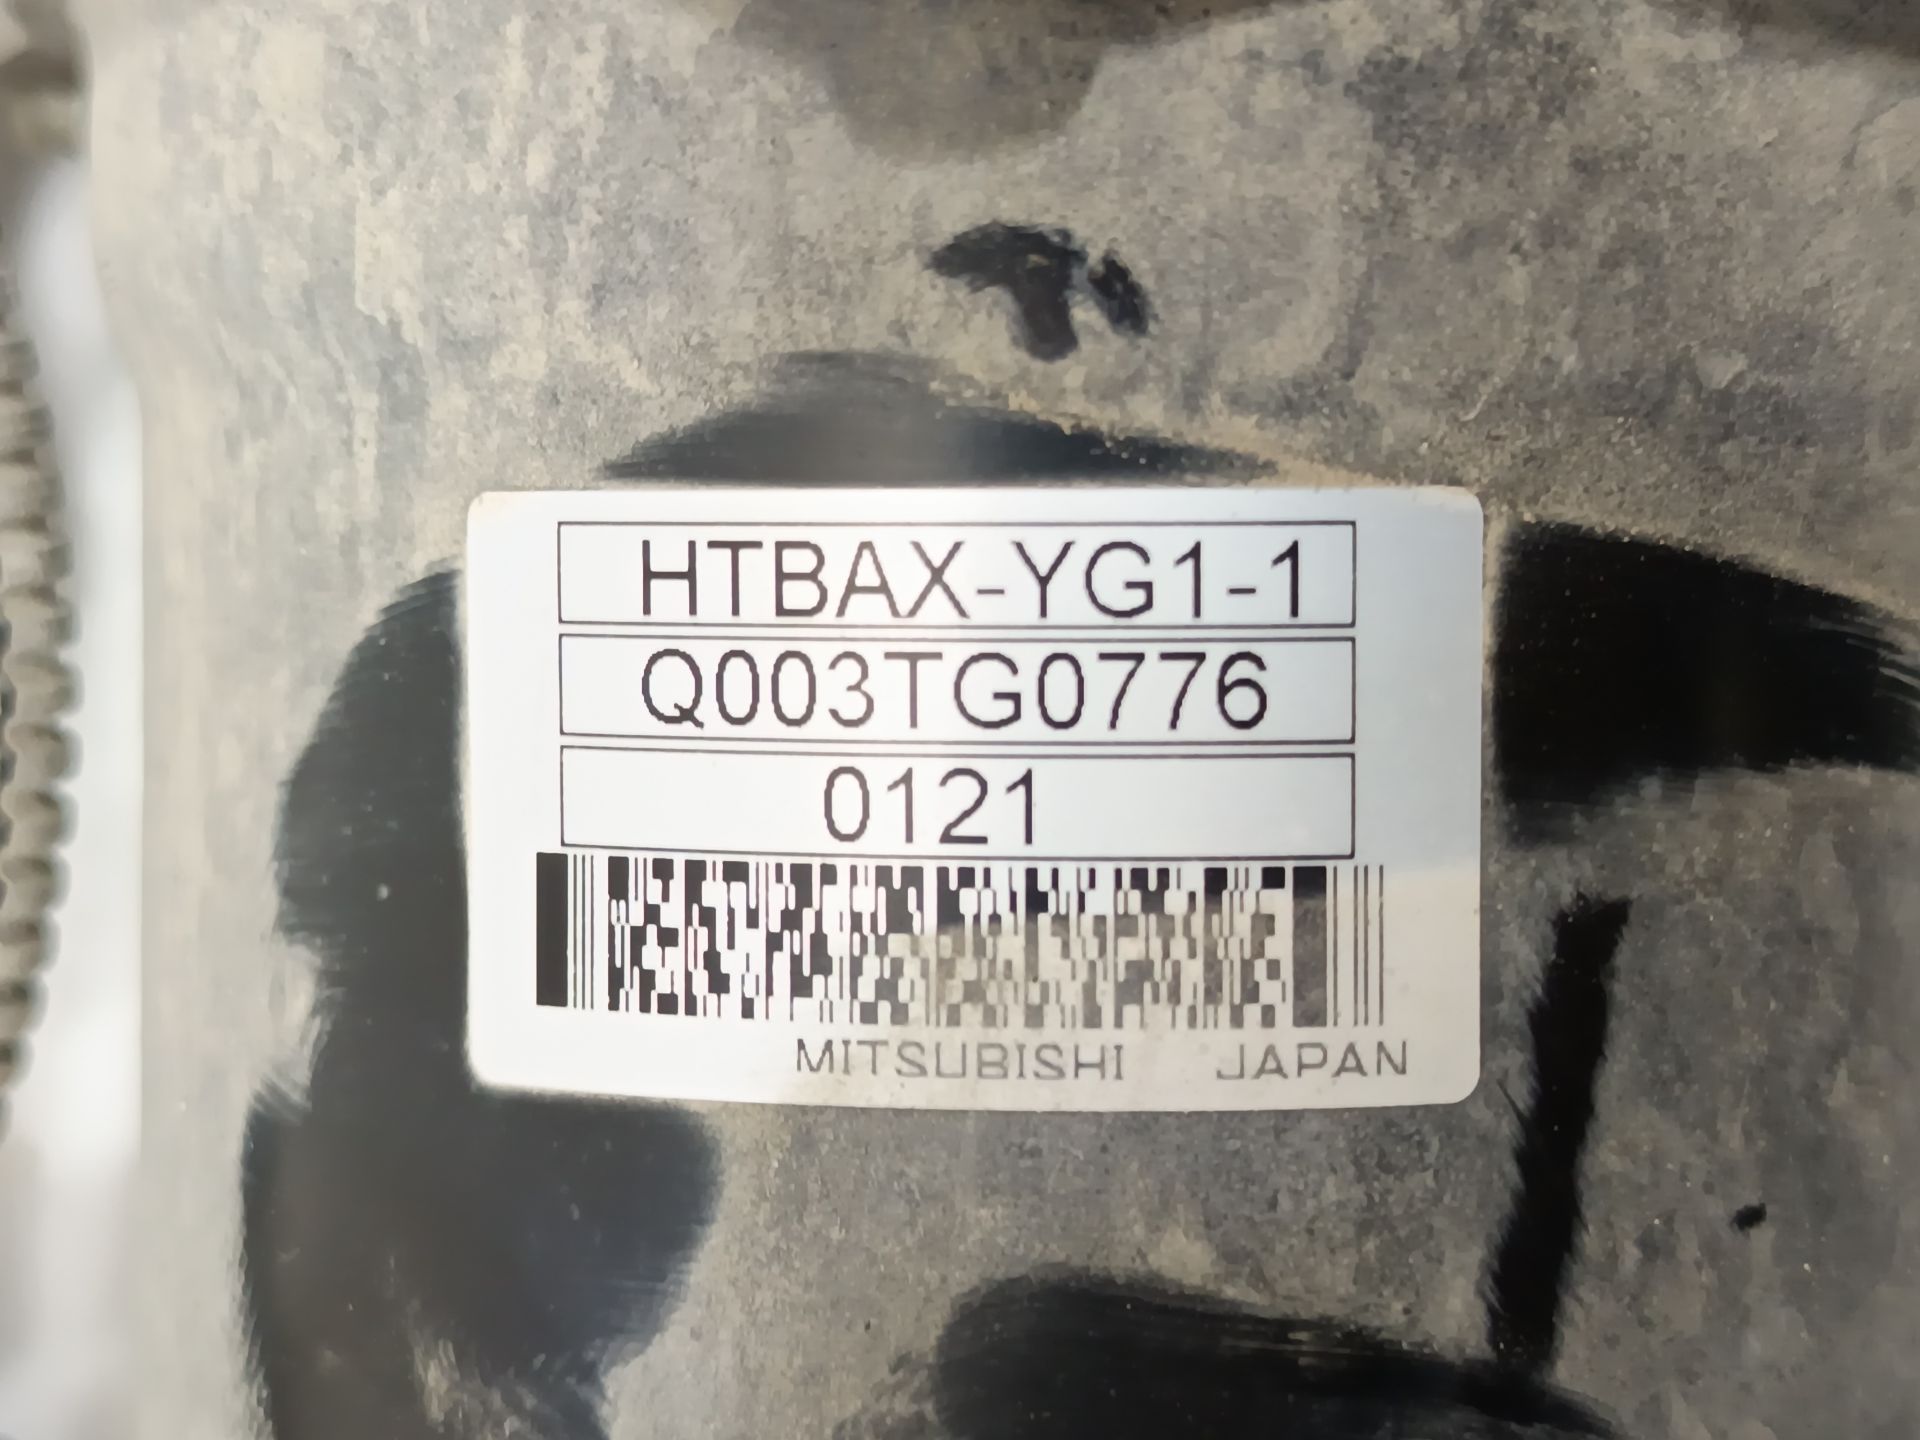 HTBAX-YG1-1
Q003TG0776
0121
MITSUBISHI JAPAN